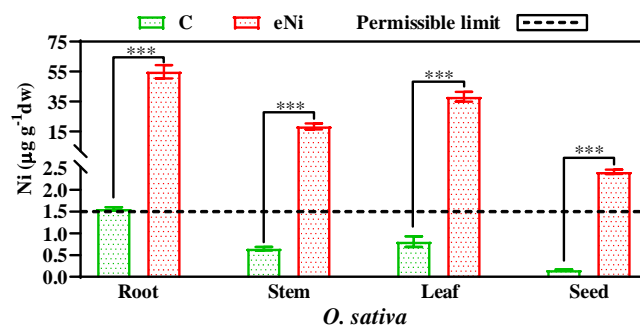 C eNi Permissible limit
Ni (µg g⁻¹dw)
75
55
35
15
2.5
2.0
1.5
1.0
0.5
0.0
*** *** *** ***
Root Stem Leaf Seed
O. sativa